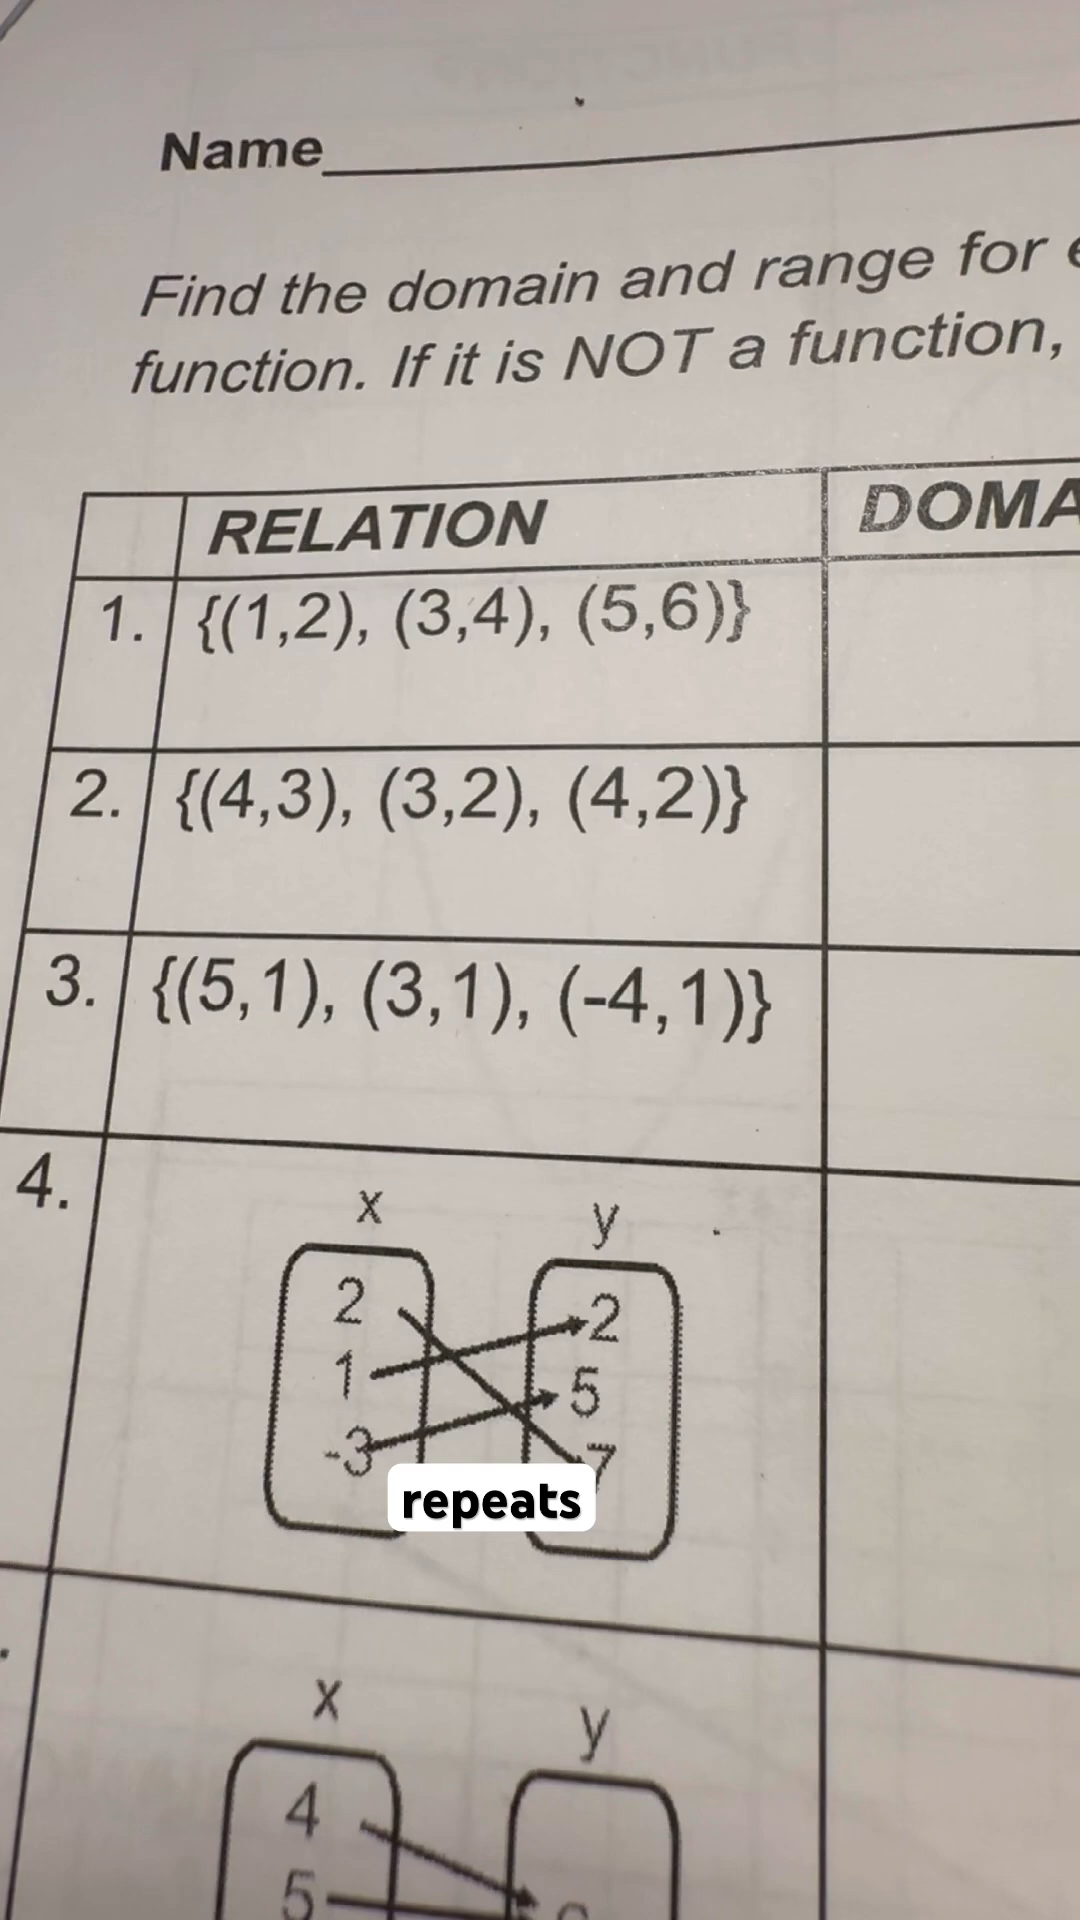 Name
Find the domain and range for
function. If it is NOT a function,
RELATION DOMA
1. {(1,2), (3,4), (5,6)}
2. {(4,3), (3,2), (4,2)}
3. {(5,1), (3,1), (-4,1)}
4.
x y
2 2
1 5
-3 7
repeats
x y
4
5